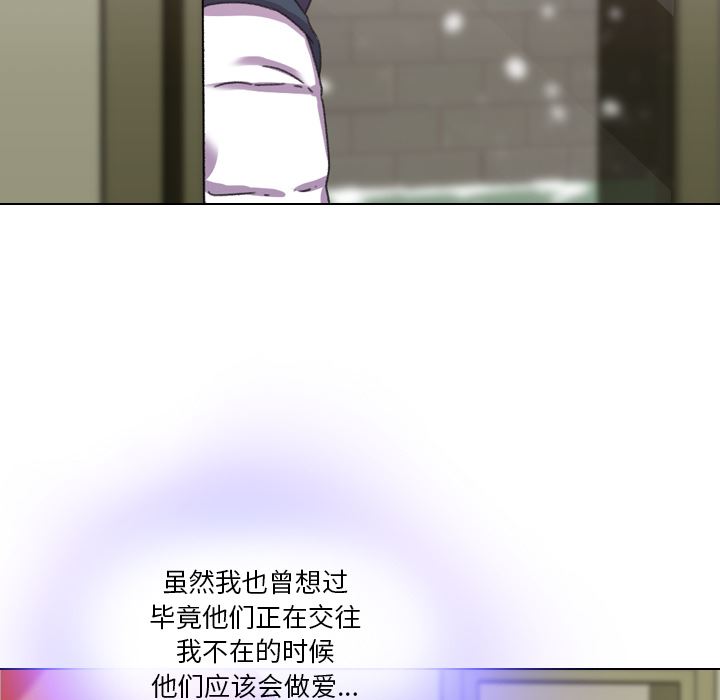 虽然我也曾想过
毕竟他们正在交往
我不在的时候
他们应该会做爱...